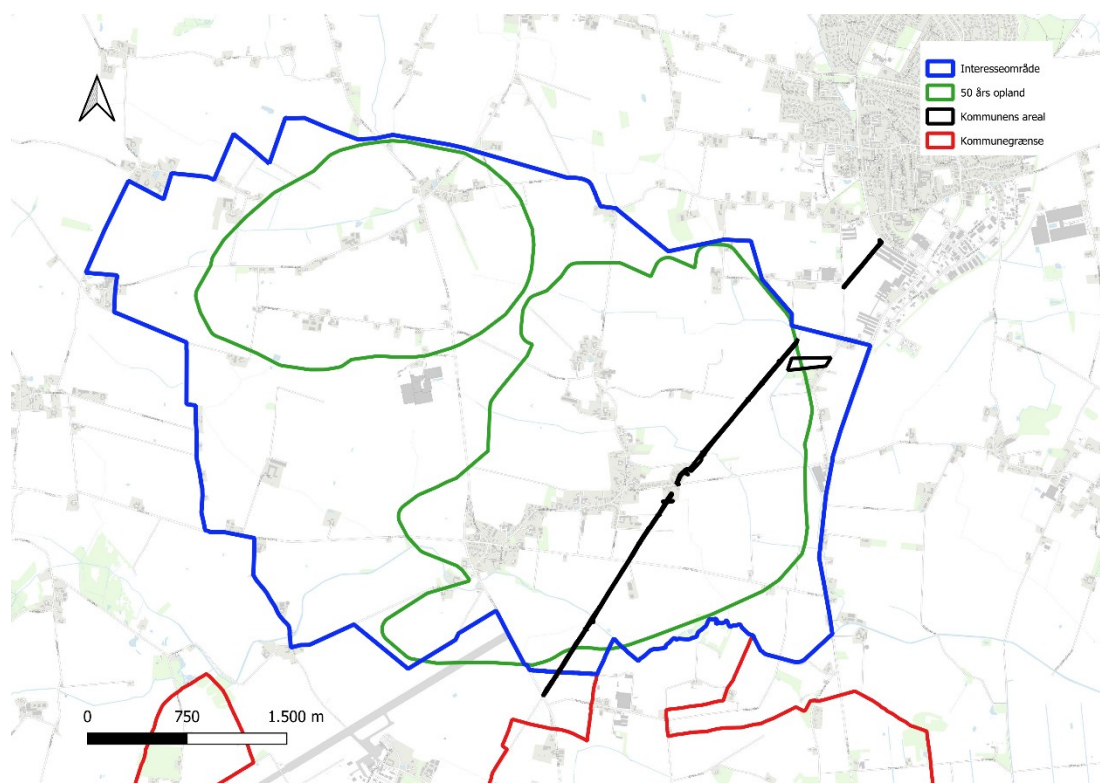 Interesseområde
50 års opland
Kommunens areal
Kommunegrænse
0 750 1.500 m